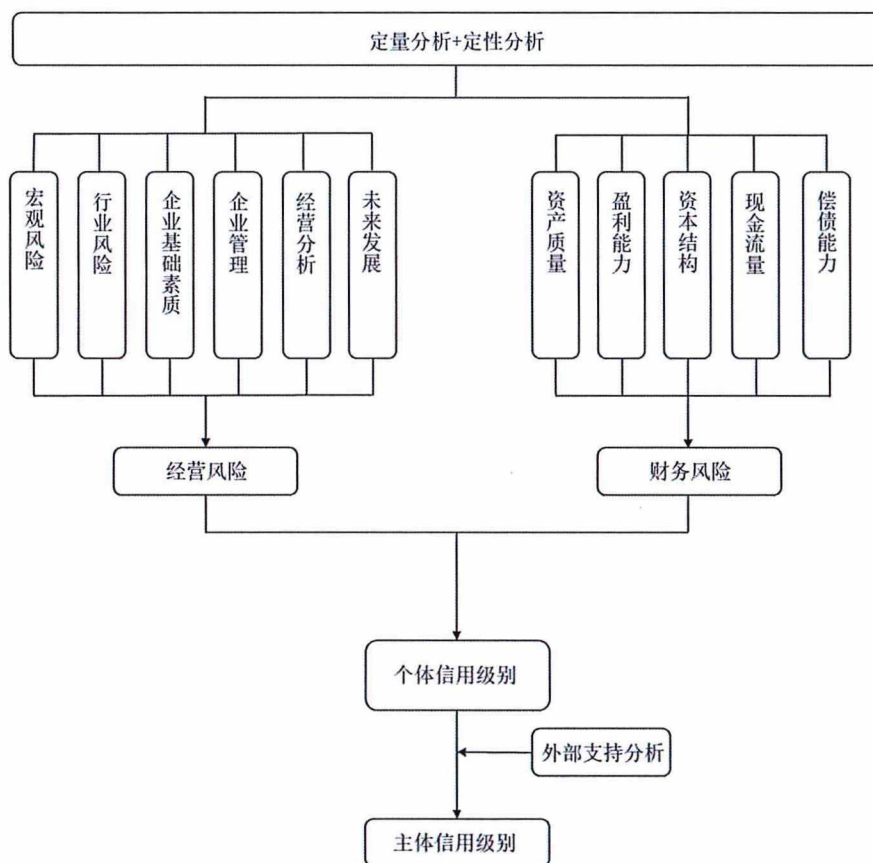 定量分析+定性分析
宏观风险
行业风险
企业基础素质
企业管理
经营分析
未来发展
资产质量
盈利能力
资本结构
现金流量
偿债能力
经营风险
财务风险
个体信用级别
外部支持分析
主体信用级别